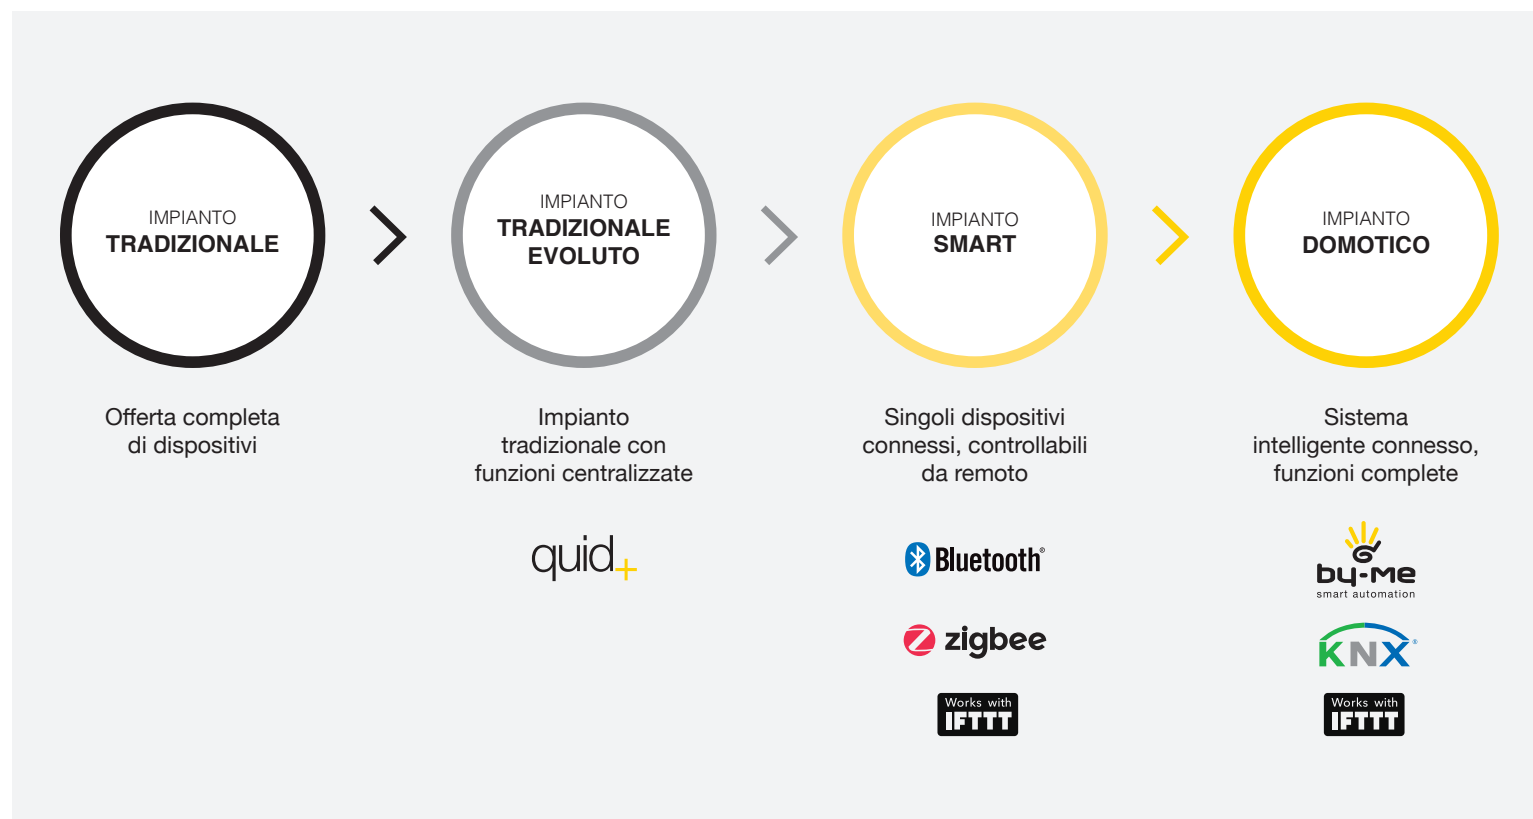 IMPIANTO
TRADIZIONALE
IMPIANTO
TRADIZIONALE
EVOLUTO
IMPIANTO
SMART
IMPIANTO
DOMOTICO
Offerta completa
di dispositivi
Impianto
tradizionale con
funzioni centralizzate
quid+
Singoli dispositivi
connessi, controllabili
da remoto
Bluetooth®
zigbee
Works with
IFTTT
Sistema
intelligente connesso,
funzioni complete
by-me
smart automation
KNX®
Works with
IFTTT